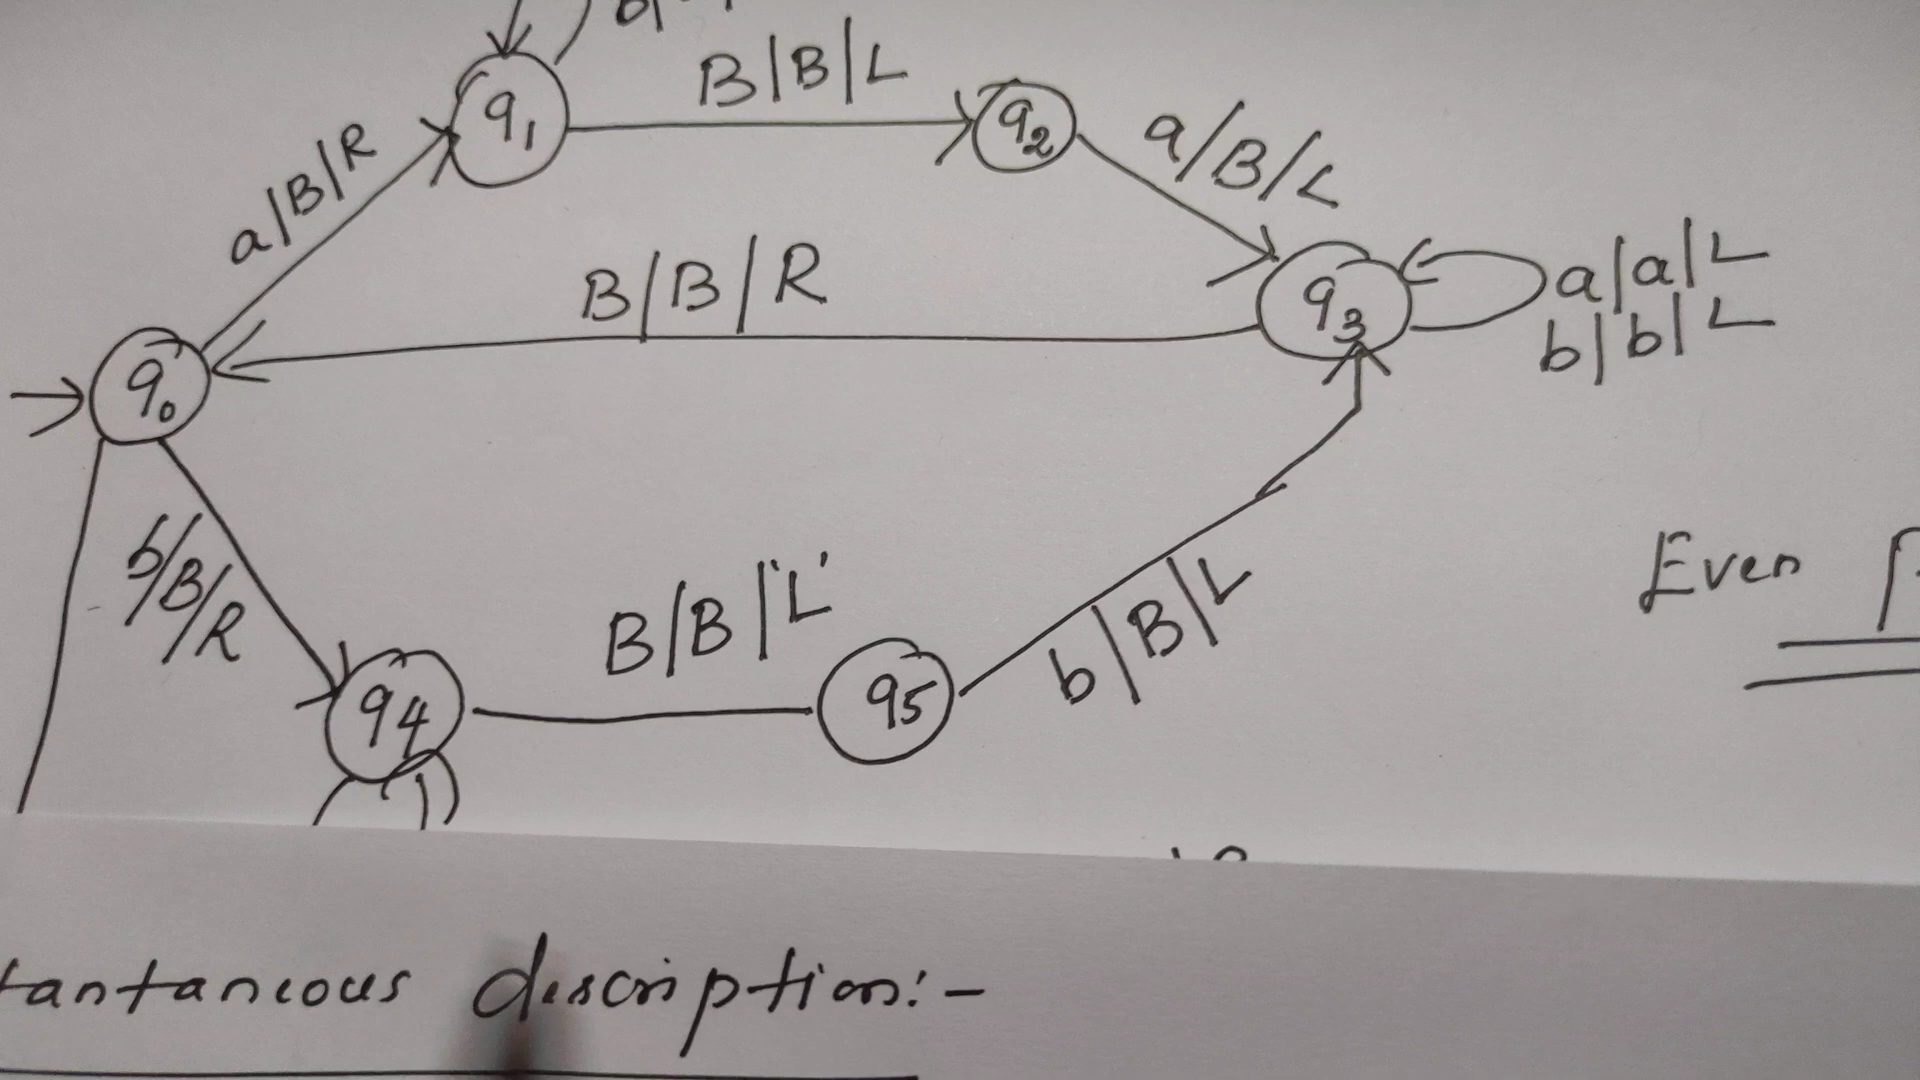 B|B|L
q1
q2
a|B|R
a/B/L
B/B/R
q3
a|a|L
b|b|L
q0
b/B/R
B/B|'L'
b|B|L
q4
q5
Even
tantaneous description:-